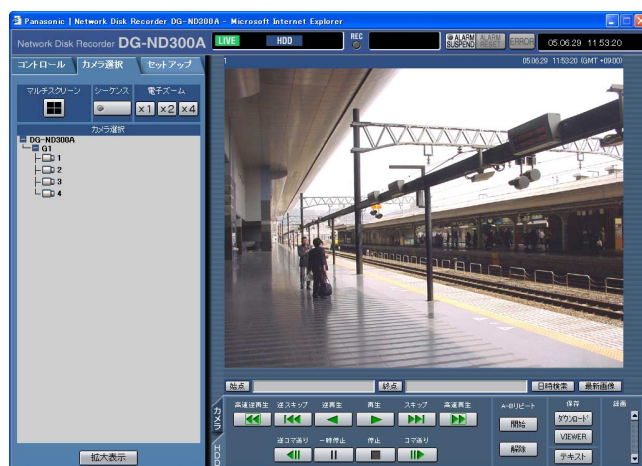 Panasonic | Network Disk Recorder DG-ND300A - Microsoft Internet Explorer
Network Disk Recorder DG-ND300A
LIVE HDD
REC
ALARM SUSPEND
ALARM RESET
ERROR
05.06.29 11:53:20
コントロール カメラ選択 セットアップ
マルチスクリーン シーケンス 電子ズーム
x1 x2 x4
カメラ選択
DG-ND300A
G1
1
2
3
4
拡大表示
1
05.06.29 11:53:20 (GMT +09:00)
始点 終点 日時検索 最新画像
カメラ
HDD
高速逆再生 逆スキップ 逆再生 再生 スキップ 高速再生
逆コマ送り 一時停止 停止 コマ送り
A-Bリピート
開始
解除
保存
ダウンロード
VIEWER
テキスト
録画